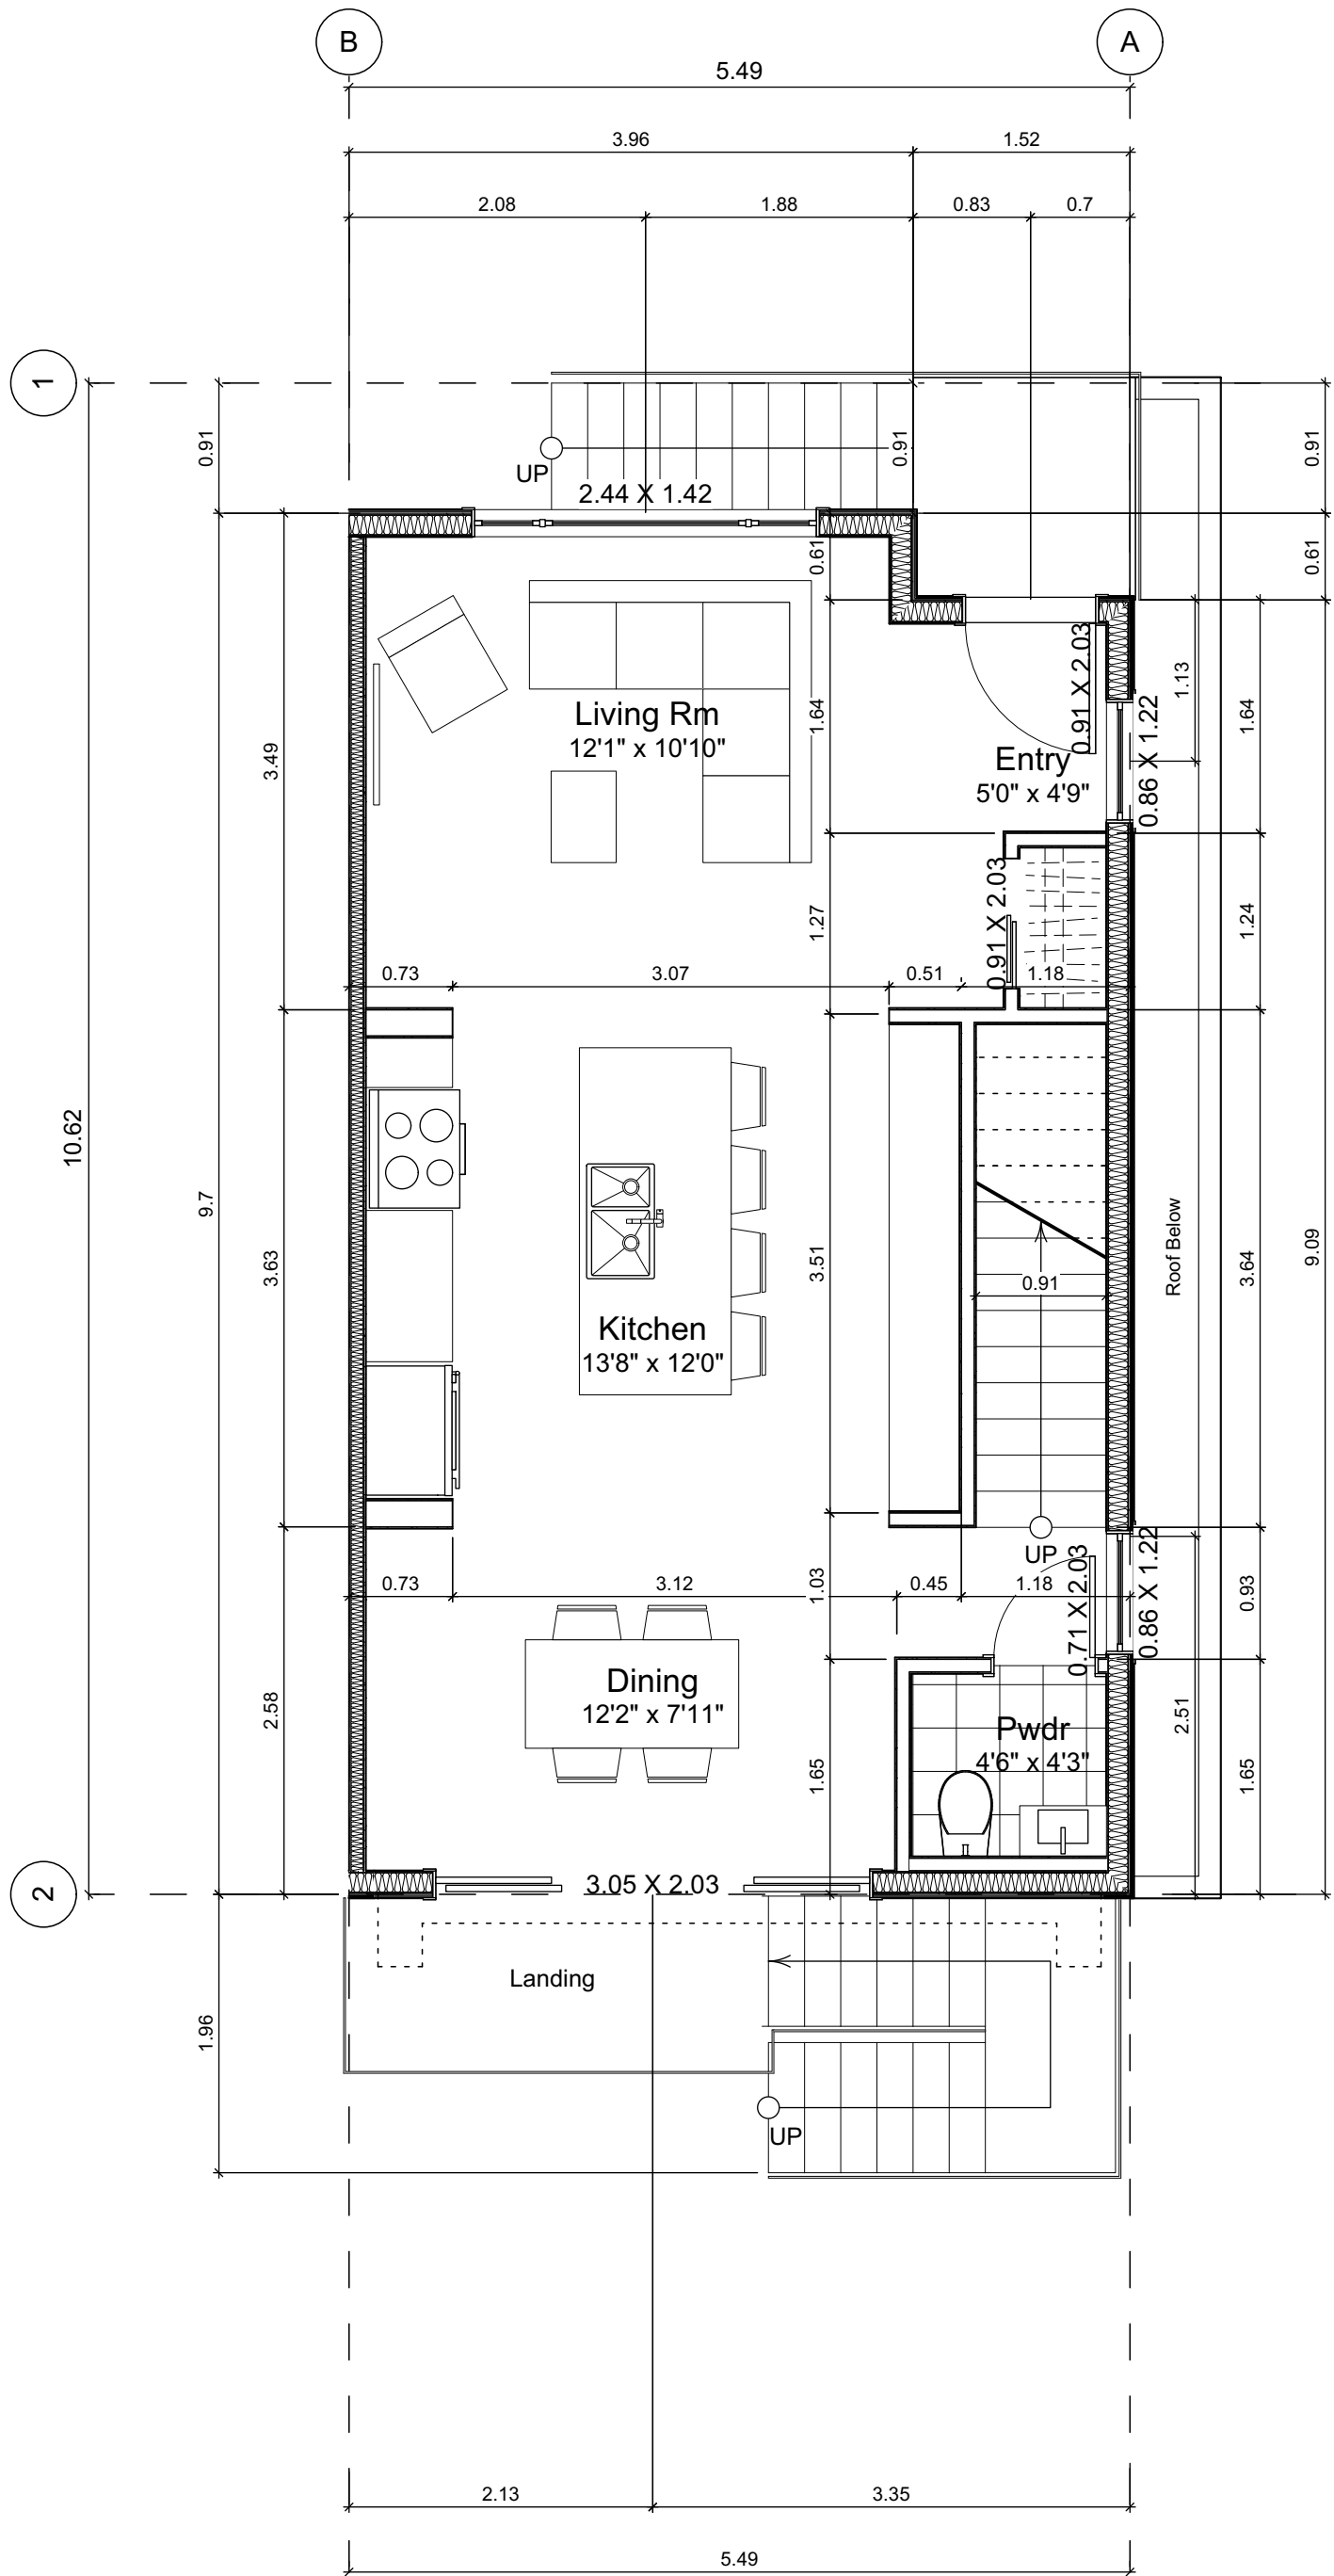 B
A
5.49
3.96
1.52
2.08
1.88
0.83
0.7
1
0.91
0.91
0.91
UP
2.44 X 1.42
0.61
0.61
0.91 X 2.03
1.13
Living Rm
12'1" x 10'10"
1.64
1.64
Entry
5'0" x 4'9"
0.86 X 1.22
3.49
0.91 X 2.03
1.27
1.24
0.73
3.07
0.51
1.18
10.62
9.7
3.63
3.51
0.91
Roof Below
3.64
9.09
Kitchen
13'8" x 12'0"
UP
0.73
3.12
1.03
0.45
1.18
0.71 X 2.03
0.86 X 1.22
0.93
Dining
12'2" x 7'11"
2.58
1.65
Pwdr
4'6" x 4'3"
2.51
1.65
2
3.05 X 2.03
Landing
1.96
UP
2.13
3.35
5.49